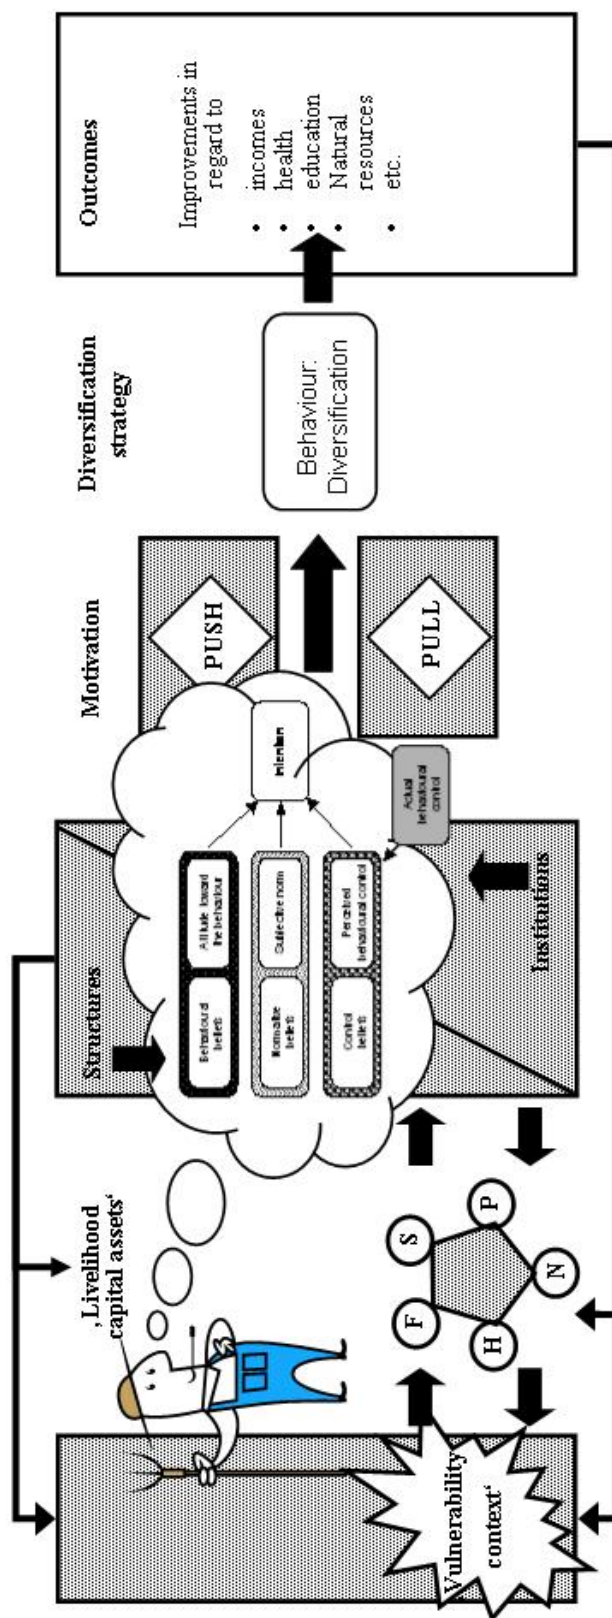 ‚Livelihood
capital assets‘
Structures
Motivation
Diversification
strategy
Outcomes
Improvements in
regard to
• incomes
• health
• education
• Natural
resources
• etc.
Behavioural
beliefs
Attitude toward
the behaviour
Normative
beliefs
Subjective norm
Control
beliefs
Perceived
behavioural control
Intention
Actual
behavioural
control
PUSH
PULL
Behaviour:
Diversification
Institutions
Vulnerability
context‘
F
S
H
P
N